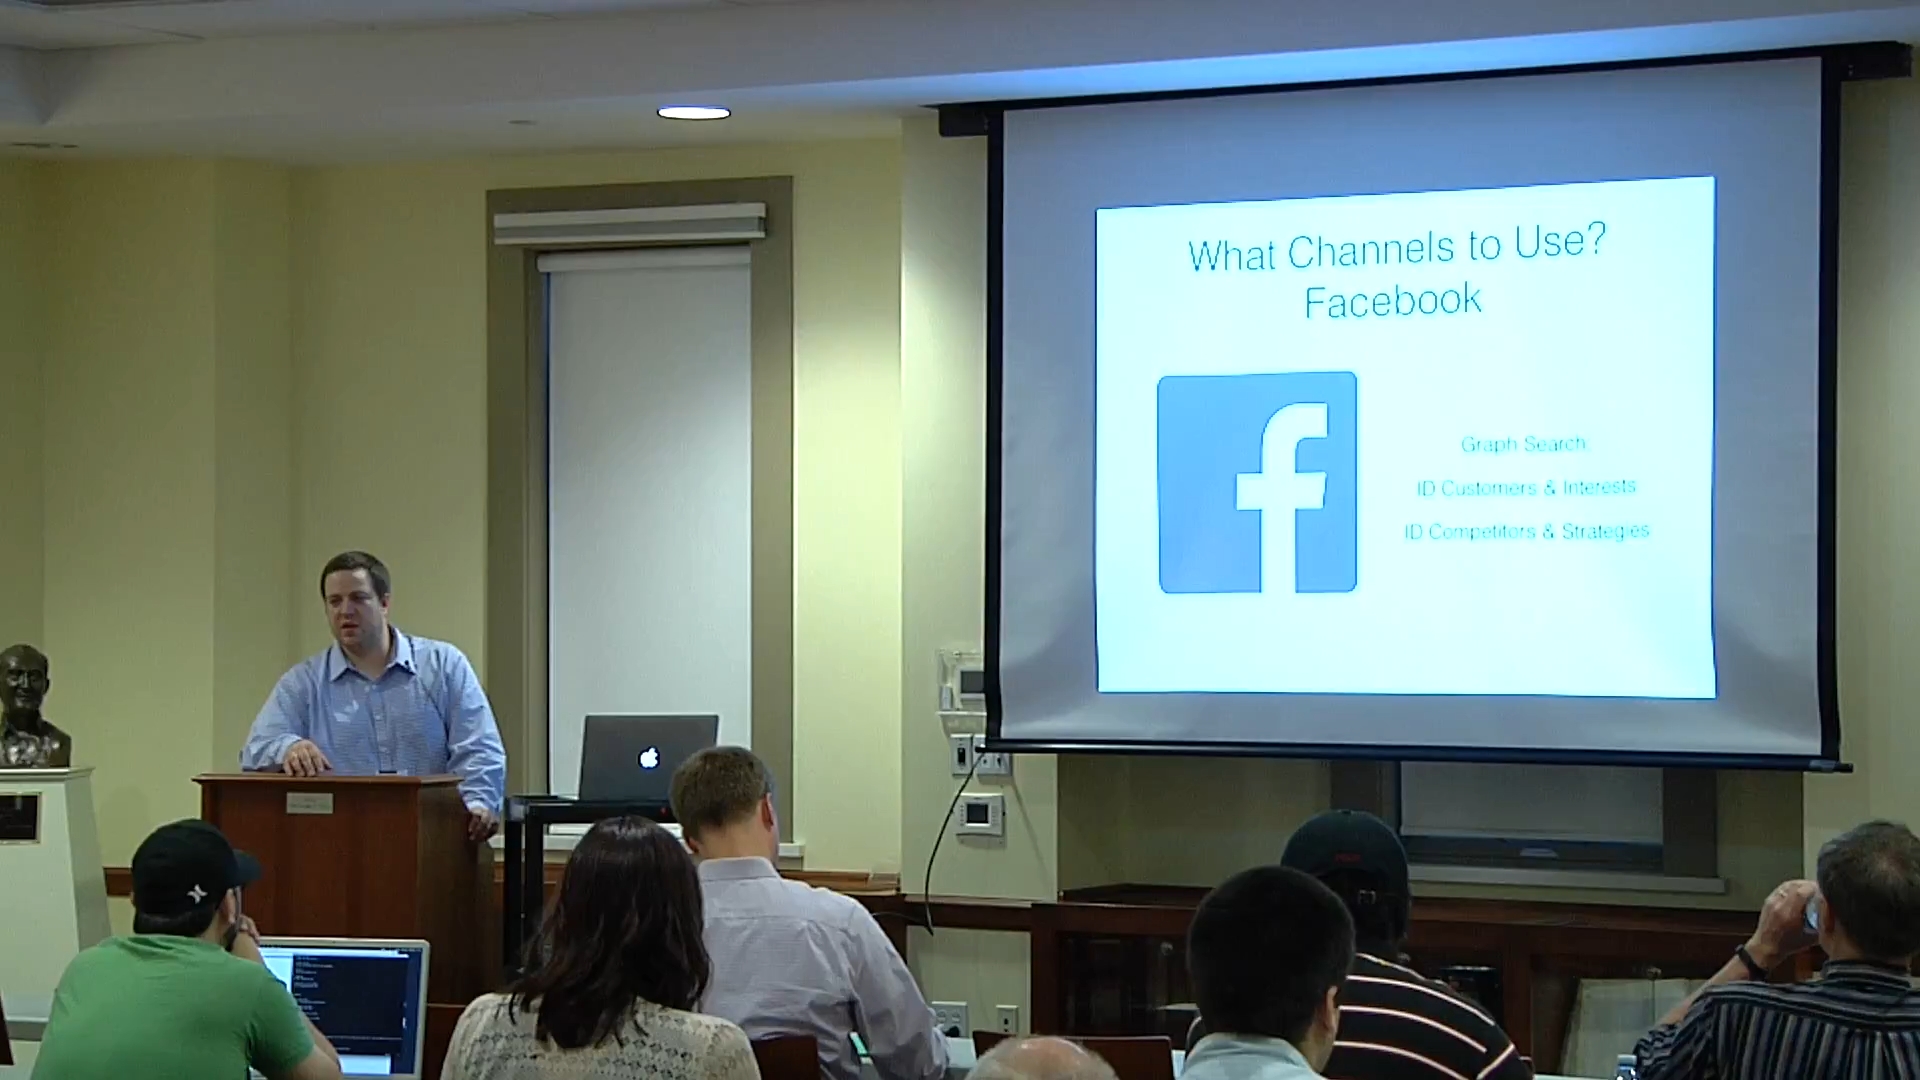 What Channels to Use?
Facebook
Graph Search:
ID Customers & Interests
ID Competitors & Strategies